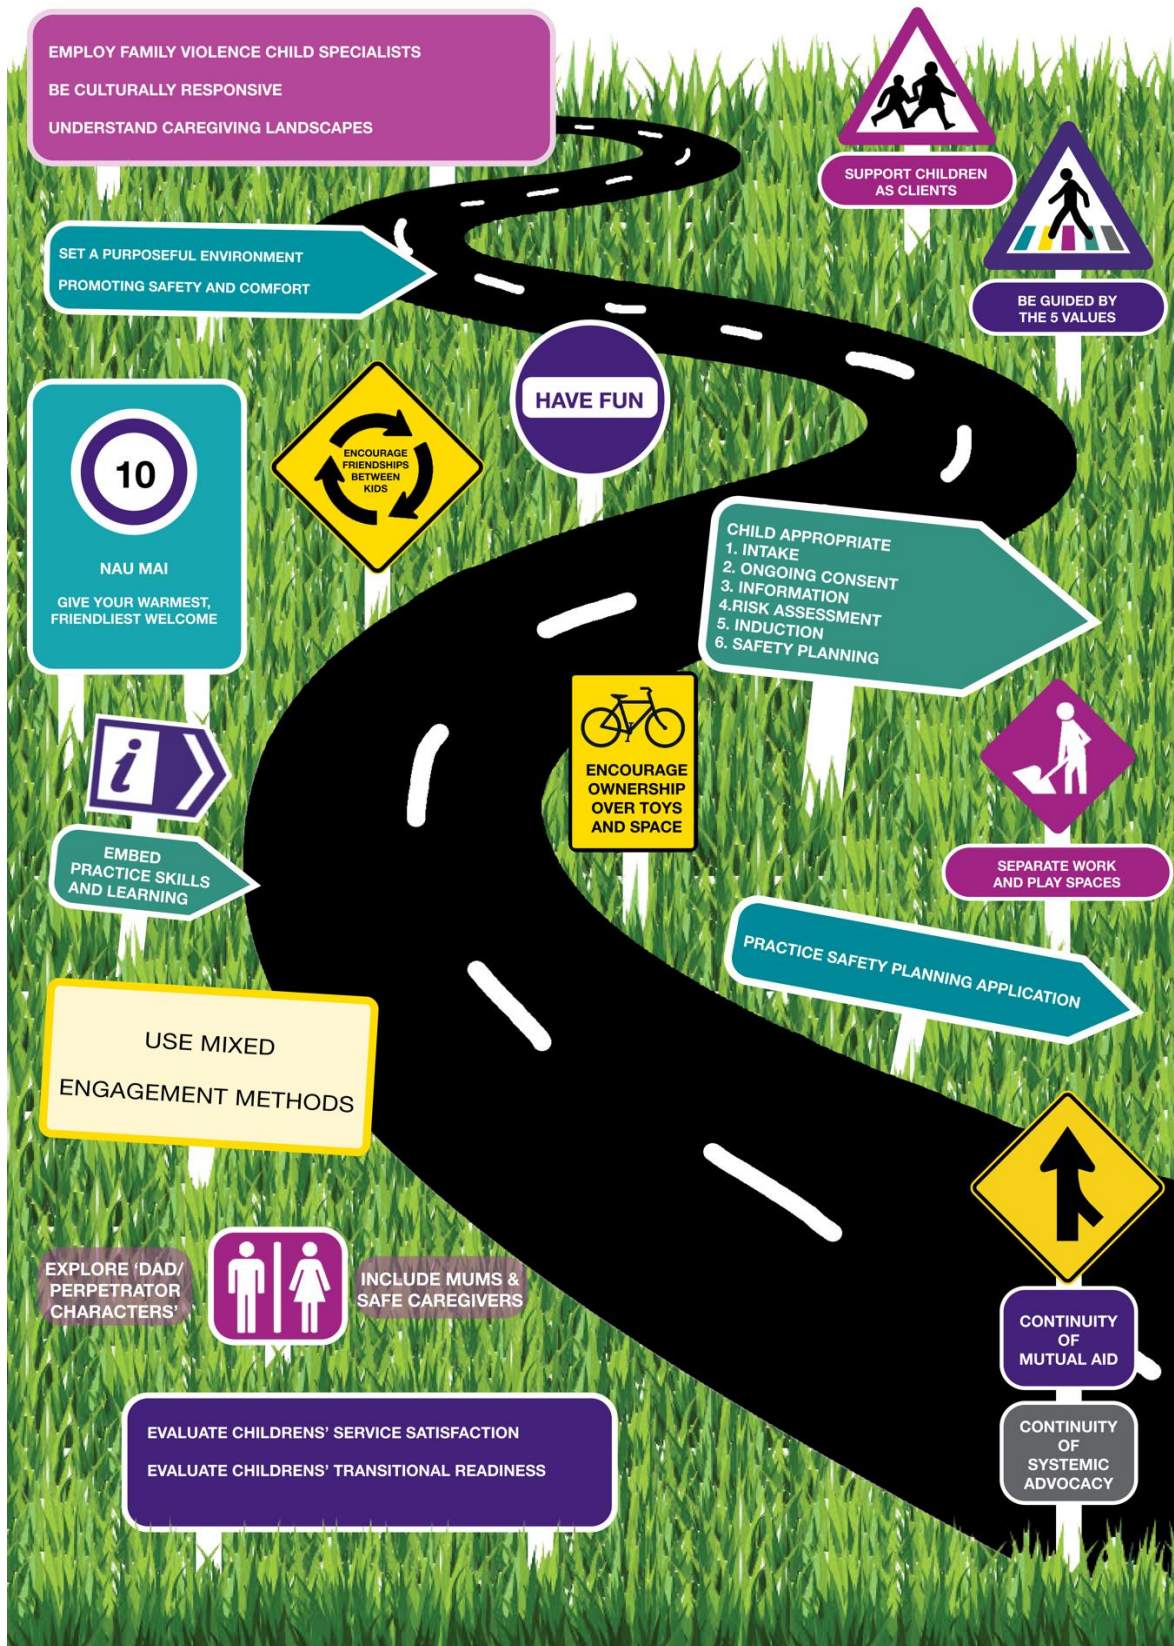 EMPLOY FAMILY VIOLENCE CHILD SPECIALISTS
BE CULTURALLY RESPONSIVE
UNDERSTAND CAREGIVING LANDSCAPES
SUPPORT CHILDREN
AS CLIENTS
BE GUIDED BY
THE 5 VALUES
SET A PURPOSEFUL ENVIRONMENT
PROMOTING SAFETY AND COMFORT
HAVE FUN
10
NAU MAI
GIVE YOUR WARMEST,
FRIENDLIEST WELCOME
ENCOURAGE
FRIENDSHIPS
BETWEEN
KIDS
CHILD APPROPRIATE
1. INTAKE
2. ONGOING CONSENT
3. INFORMATION
4.RISK ASSESSMENT
5. INDUCTION
6. SAFETY PLANNING
i
EMBED
PRACTICE SKILLS
AND LEARNING
ENCOURAGE
OWNERSHIP
OVER TOYS
AND SPACE
SEPARATE WORK
AND PLAY SPACES
PRACTICE SAFETY PLANNING APPLICATION
USE MIXED
ENGAGEMENT METHODS
EXPLORE ‘DAD/
PERPETRATOR
CHARACTERS’
INCLUDE MUMS &
SAFE CAREGIVERS
CONTINUITY
OF
MUTUAL AID
CONTINUITY
OF
SYSTEMIC
ADVOCACY
EVALUATE CHILDRENS’ SERVICE SATISFACTION
EVALUATE CHILDRENS’ TRANSITIONAL READINESS